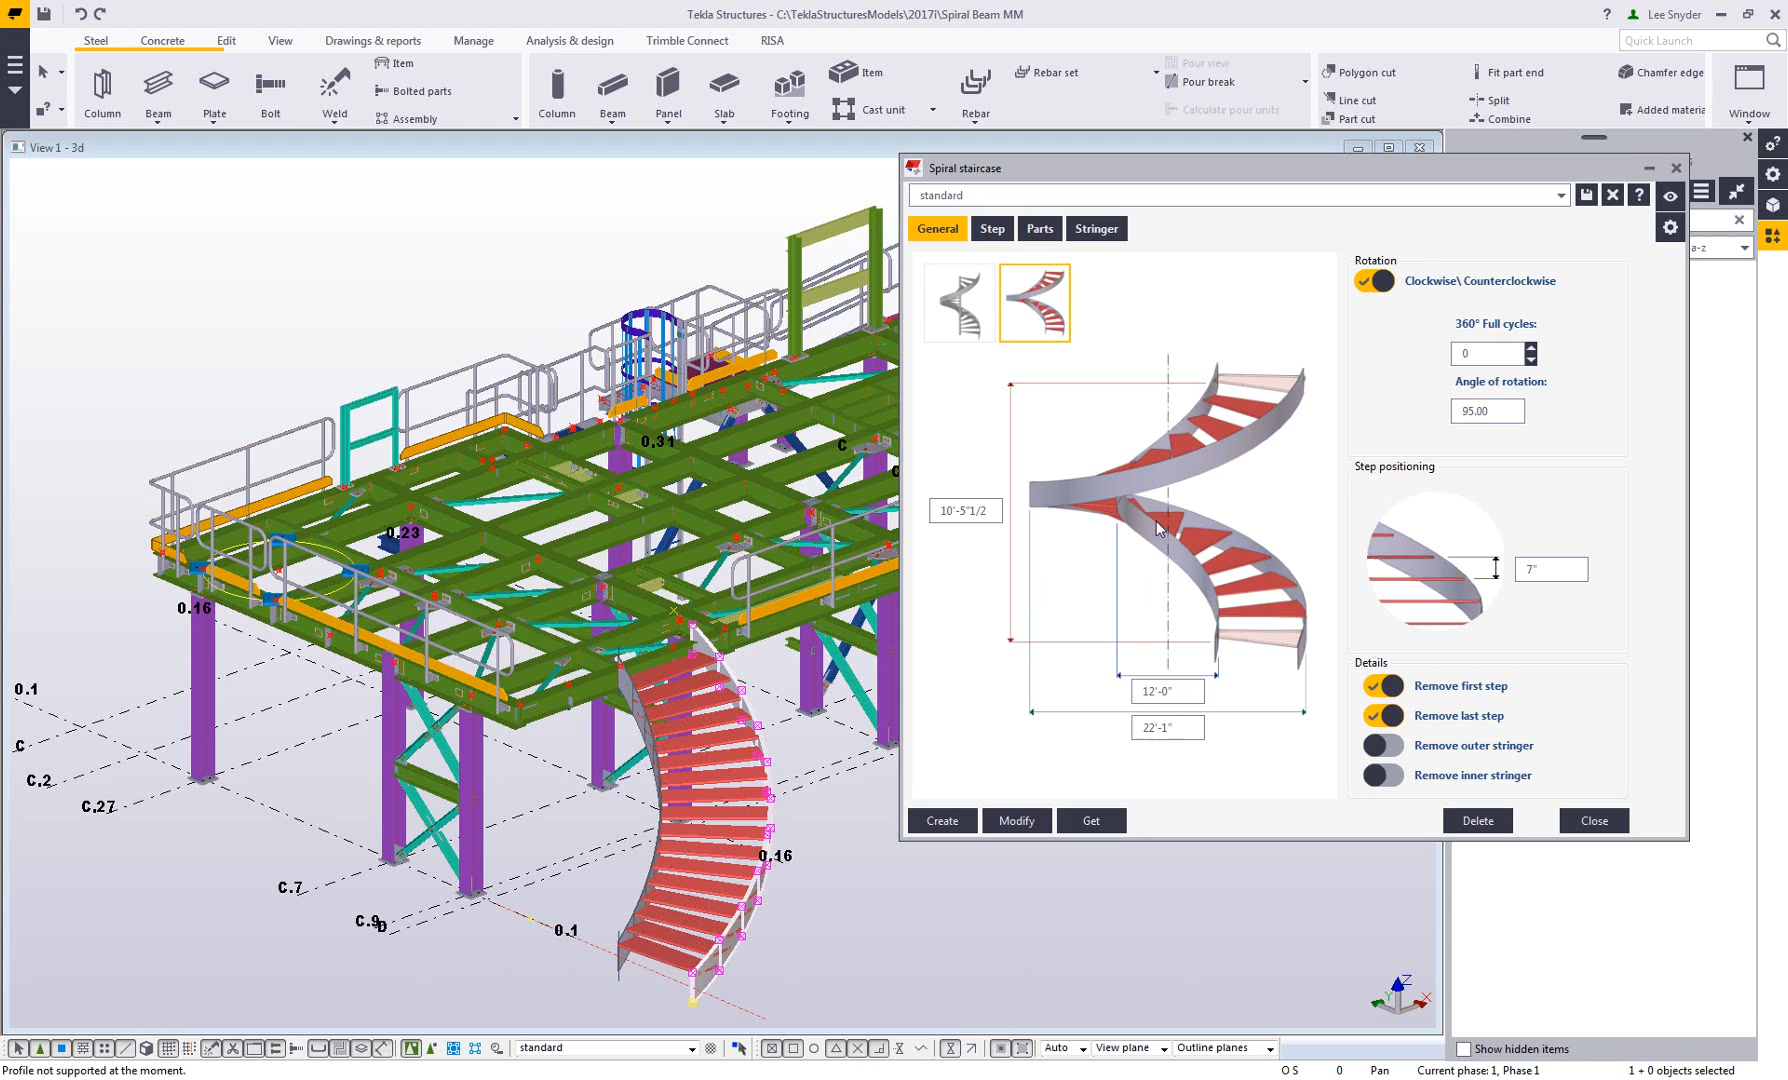 Tekla Structures - C:\TeklaStructuresModels\2017i\Spiral Beam MM
? Lee Snyder
Steel Concrete Edit View Drawings & reports Manage Analysis & design Trimble Connect RISA
Quick Launch
Column Beam Plate Bolt Weld
Item
Bolted parts
Assembly
Column Beam Panel Slab Footing
Item
Cast unit
Rebar
Rebar set
Pour view
Pour break
Calculate pour units
Polygon cut
Line cut
Part cut
Fit part end
Split
Combine
Chamfer edge
Added materia
Window
View 1 - 3d
0.31
C
C
0.23
0.16
0.1
C
C.2
C.27
C.7
C.9
D
0.1
0.16
Z
Y
X
Spiral staircase
standard
?
General Step Parts Stringer
10'-5"1/2
12'-0"
22'-1"
Rotation
Clockwise\ Counterclockwise
360° Full cycles:
0
Angle of rotation:
95.00
Step positioning
7"
Details
Remove first step
Remove last step
Remove outer stringer
Remove inner stringer
Create Modify Get Delete Close
a-z
standard
Auto
View plane
Outline planes
Show hidden items
Profile not supported at the moment.
O S 0 Pan Current phase: 1, Phase 1 1 + 0 objects selected